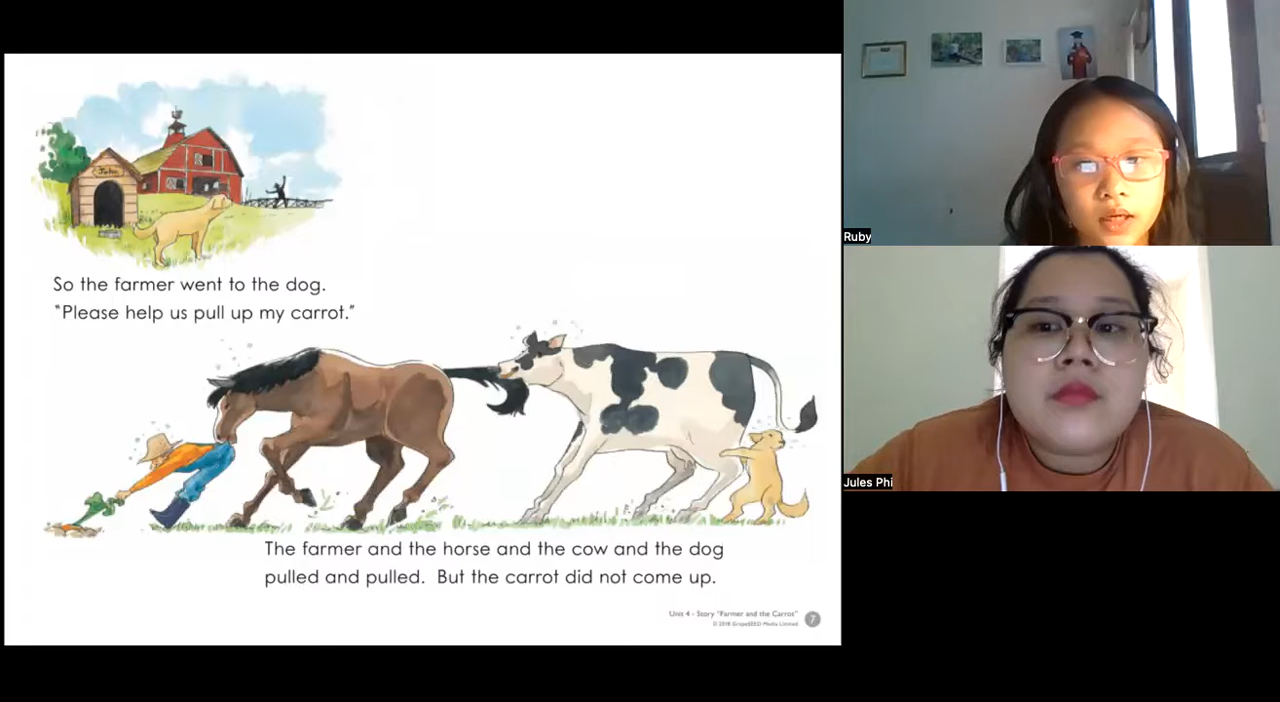 John
So the farmer went to the dog.
"Please help us pull up my carrot."
The farmer and the horse and the cow and the dog
pulled and pulled. But the carrot did not come up.
Unit 4 - Story "Farmer and the Carrot"
© 2018 GrapeSEED Media Limited
7
Ruby
Jules Phi